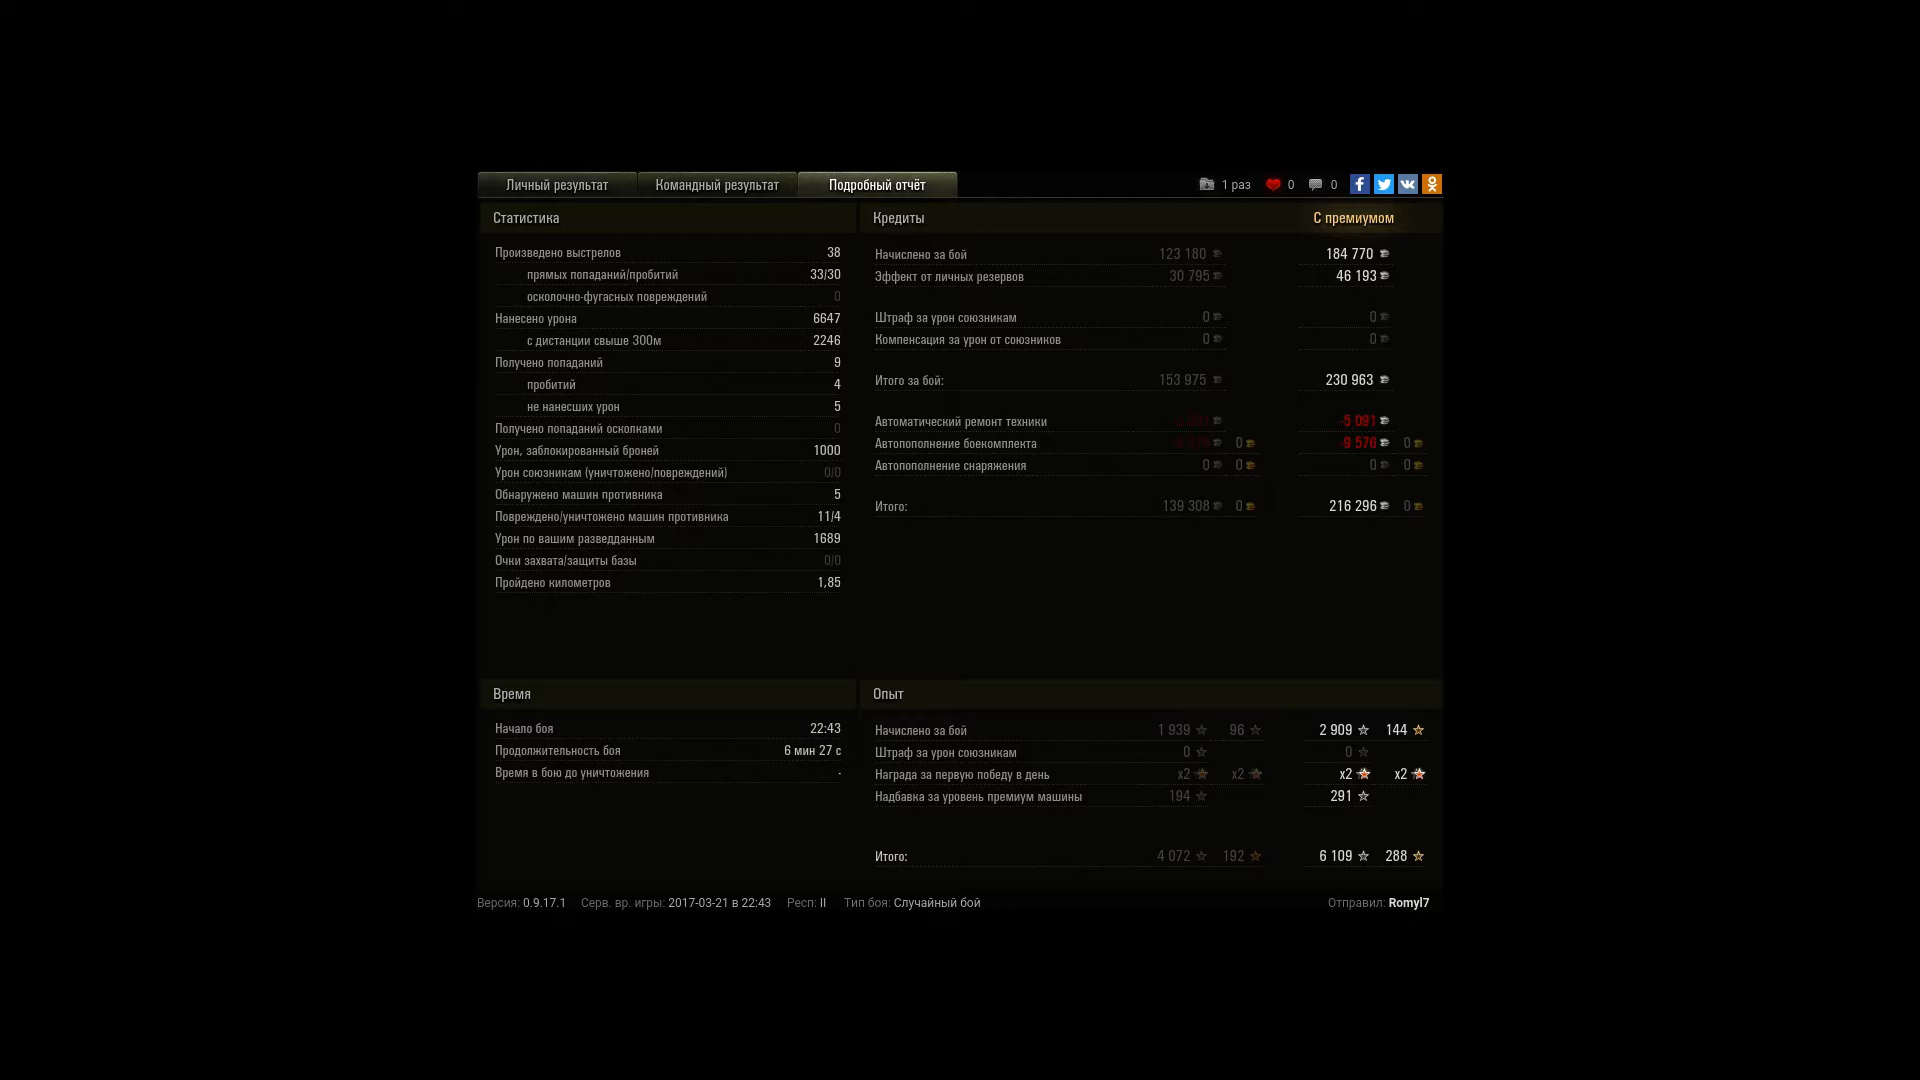 Личный результат Командный результат Подробный отчёт 1 раз 0 0
Статистика
Произведено выстрелов 38
прямых попаданий/пробитий 33/30
осколочно-фугасных повреждений 0
Нанесено урона 6647
с дистанции свыше 300м 2246
Получено попаданий 9
пробитий 4
не нанесших урон 5
Получено попаданий осколками 0
Урон, заблокированный броней 1000
Урон союзникам (уничтожено/повреждений) 0/0
Обнаружено машин противника 5
Повреждено/уничтожено машин противника 11/4
Урон по вашим разведданным 1689
Очки захвата/защиты базы 0/0
Пройдено километров 1,85
Кредиты С премиумом
Начислено за бой 123 180 184 770
Эффект от личных резервов 30 795 46 193
Штраф за урон союзникам 0 0
Компенсация за урон от союзников 0 0
Итого за бой: 153 975 230 963
Автоматический ремонт техники -5 091
Автопополнение боекомплекта 0 -9 576 0
Автопополнение снаряжения 0 0 0 0
Итого: 139 308 0 216 296 0
Время
Начало боя 22:43
Продолжительность боя 6 мин 27 с
Время в бою до уничтожения -
Опыт
Начислено за бой 1 939 96 2 909 144
Штраф за урон союзникам 0 0
Награда за первую победу в день x2 x2 x2 x2
Надбавка за уровень премиум машины 194 291
Итого: 4 072 192 6 109 288
Версия: 0.9.17.1 Серв. вр. игры: 2017-03-21 в 22:43 Респ: II Тип боя: Случайный бой Отправил: Romyl7